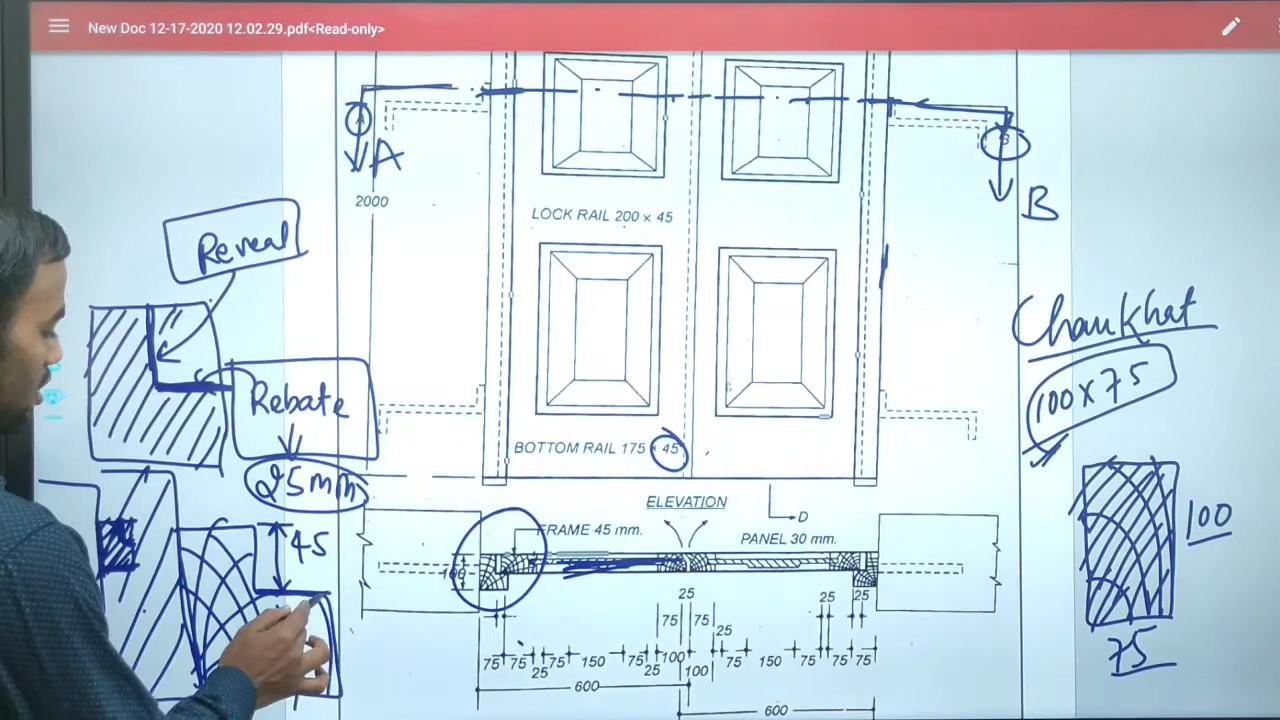 New Doc 12-17-2020 12.02.29.pdf<Read-only>
A
B
2000
LOCK RAIL 200 × 45
Reveal
Chaukhat
100 x 75
Rebate
25mm
BOTTOM RAIL 175 × 45
ELEVATION
D
FRAME 45 mm.
PANEL 30 mm.
45
100
100
75
25
25
25
75
75
25
75
75
25
75
150
75
25
100
100
75
150
75
75
75
600
600